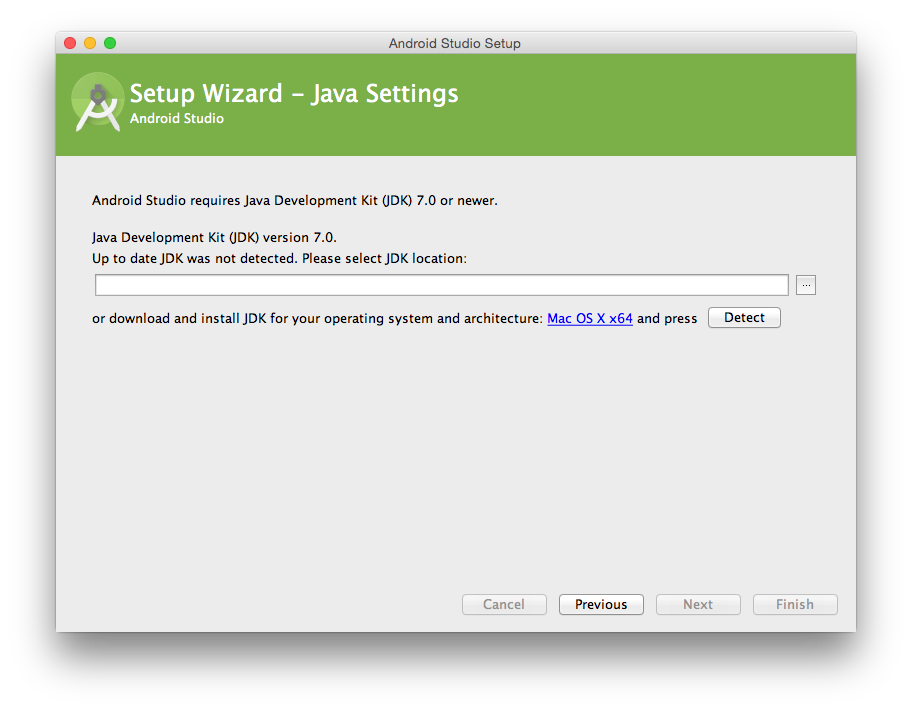 Android Studio Setup
Setup Wizard – Java Settings
Android Studio
Android Studio requires Java Development Kit (JDK) 7.0 or newer.
Java Development Kit (JDK) version 7.0.
Up to date JDK was not detected. Please select JDK location:
...
or download and install JDK for your operating system and architecture: Mac OS X x64 and press Detect
Cancel Previous Next Finish